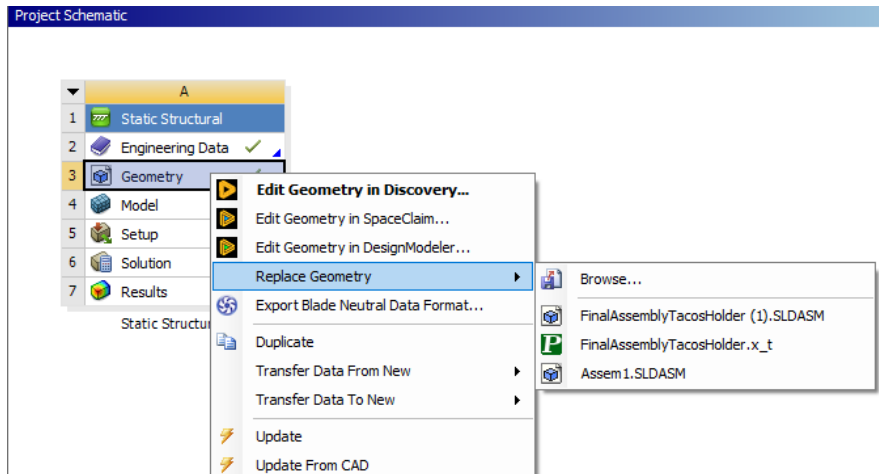 Project Schematic
A
1 Static Structural
2 Engineering Data
3 Geometry
4 Model
5 Setup
6 Solution
7 Results
Static Structur
Edit Geometry in Discovery...
Edit Geometry in SpaceClaim...
Edit Geometry in DesignModeler...
Replace Geometry
Export Blade Neutral Data Format...
Duplicate
Transfer Data From New
Transfer Data To New
Update
Update From CAD
Browse...
FinalAssemblyTacosHolder (1).SLDASM
P FinalAssemblyTacosHolder.x_t
Assem1.SLDASM